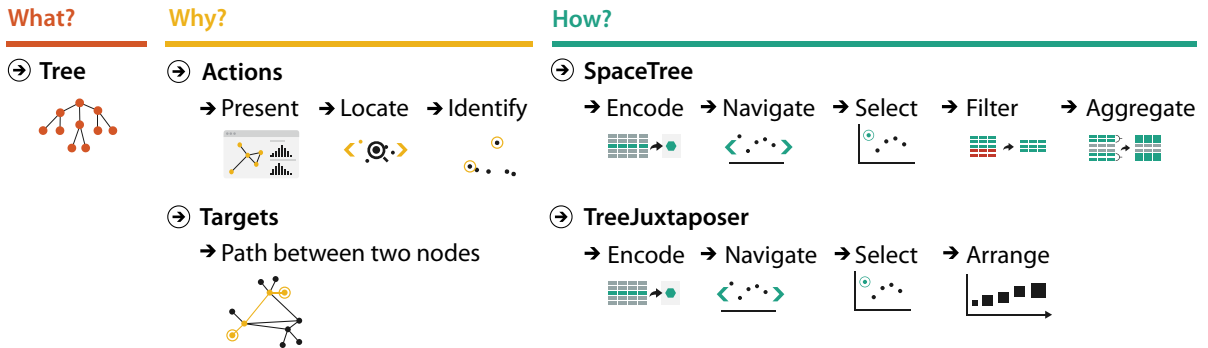 What?
Why?
How?
Tree
Actions
Present
Locate
Identify
Targets
Path between two nodes
SpaceTree
Encode
Navigate
Select
Filter
Aggregate
TreeJuxtaposer
Encode
Navigate
Select
Arrange